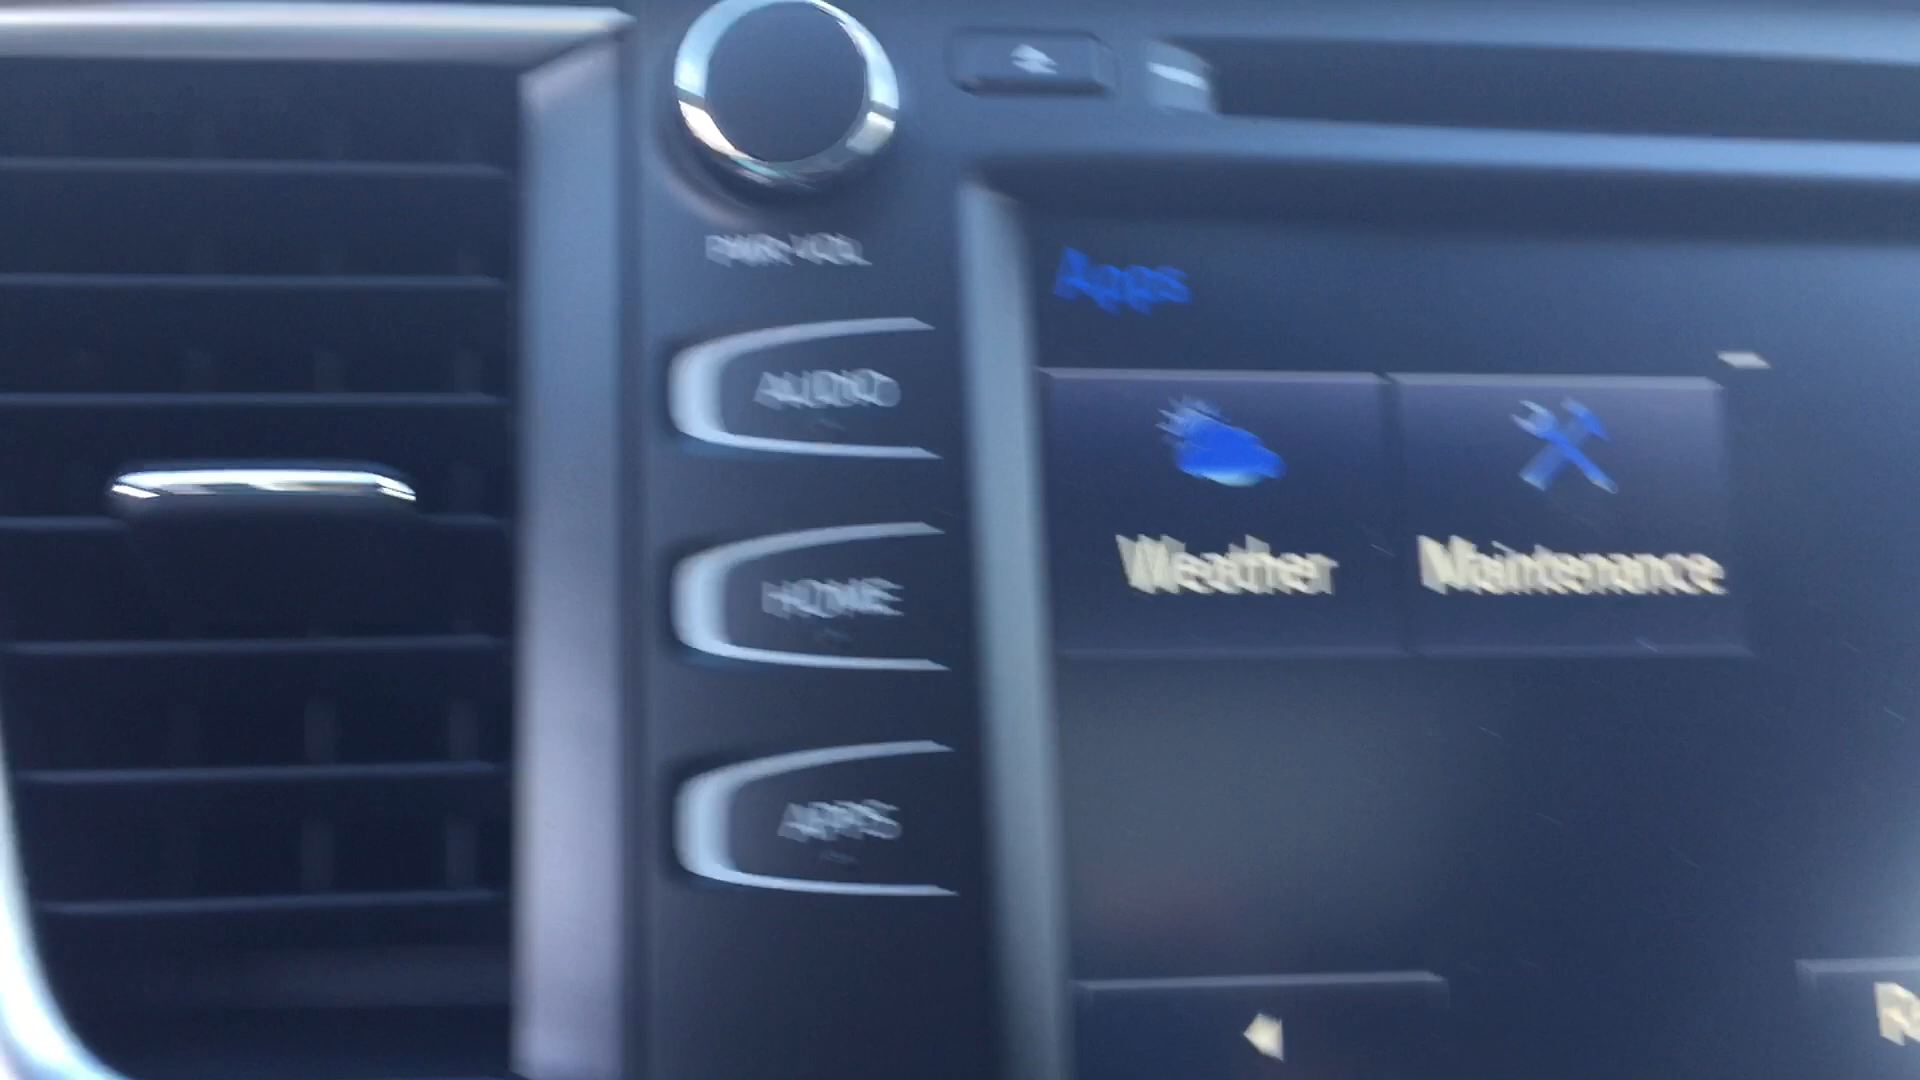 PWR·VOL
Apps
AUDIO
Weather
Maintenance
HOME
APPS